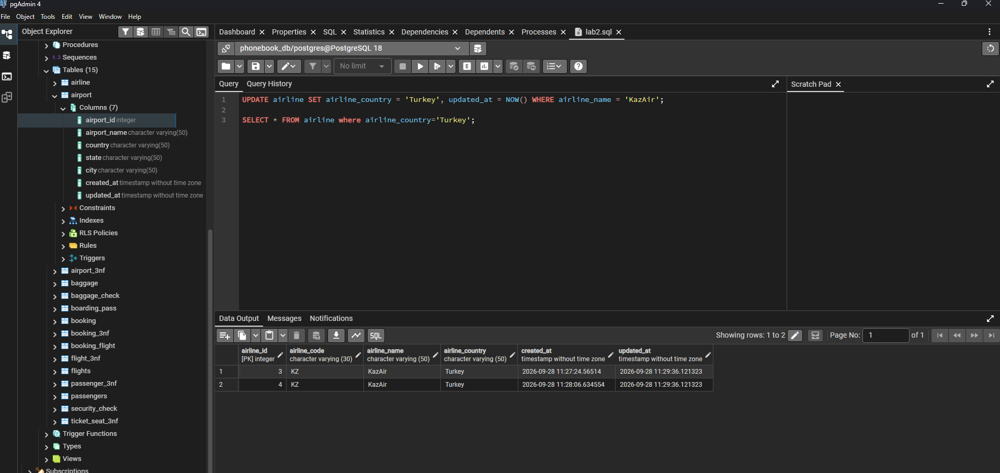 pgAdmin 4
File Object Tools Edit View Window Help
Object Explorer
Procedures
1..3 Sequences
Tables (15)
airline
airport
Columns (7)
airport_id integer
airport_name character varying(50)
country character varying(50)
state character varying(50)
city character varying(50)
created_at timestamp without time zone
updated_at timestamp without time zone
Constraints
Indexes
RLS Policies
Rules
Triggers
airport_3nf
baggage
baggage_check
boarding_pass
booking
booking_3nf
booking_flight
flight_3nf
flights
passenger_3nf
passengers
security_check
ticket_seat_3nf
Trigger Functions
Types
Views
Subscriptions
Dashboard Properties SQL Statistics Dependencies Dependents Processes lab2.sql
phonebook_db/postgres@PostgreSQL 18
No limit
E
Query Query History
Scratch Pad
1 UPDATE airline SET airline_country = 'Turkey', updated_at = NOW() WHERE airline_name = 'KazAir';
2
3 SELECT * FROM airline where airline_country='Turkey';
Data Output Messages Notifications
SQL
Showing rows: 1 to 2 Page No: 1 of 1
airline_id airline_code airline_name airline_country created_at updated_at
[PK] integer character varying (30) character varying (50) character varying (50) timestamp without time zone timestamp without time zone
1 3 KZ KazAir Turkey 2026-09-28 11:27:24.56514 2026-09-28 11:29:36.121323
2 4 KZ KazAir Turkey 2026-09-28 11:28:06.634554 2026-09-28 11:29:36.121323